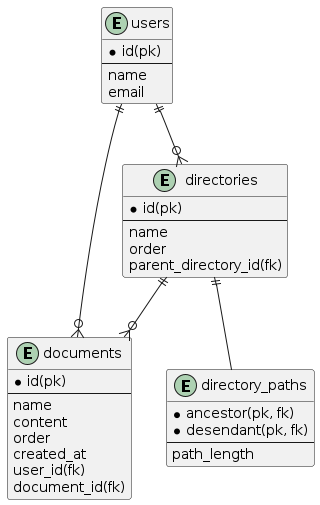 E users
* id(pk)
name
email
E directories
* id(pk)
name
order
parent_directory_id(fk)
E documents
* id(pk)
name
content
order
created_at
user_id(fk)
document_id(fk)
E directory_paths
* ancestor(pk, fk)
* desendant(pk, fk)
path_length